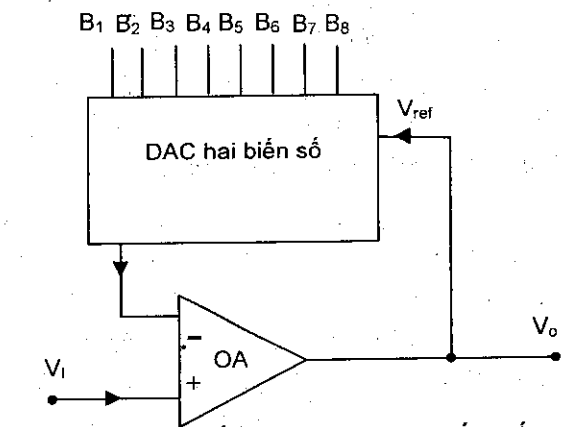 B1 B2 B3 B4 B5 B6 B7 B8
Vref
DAC hai biến số
-
OA
Vo
VI
+